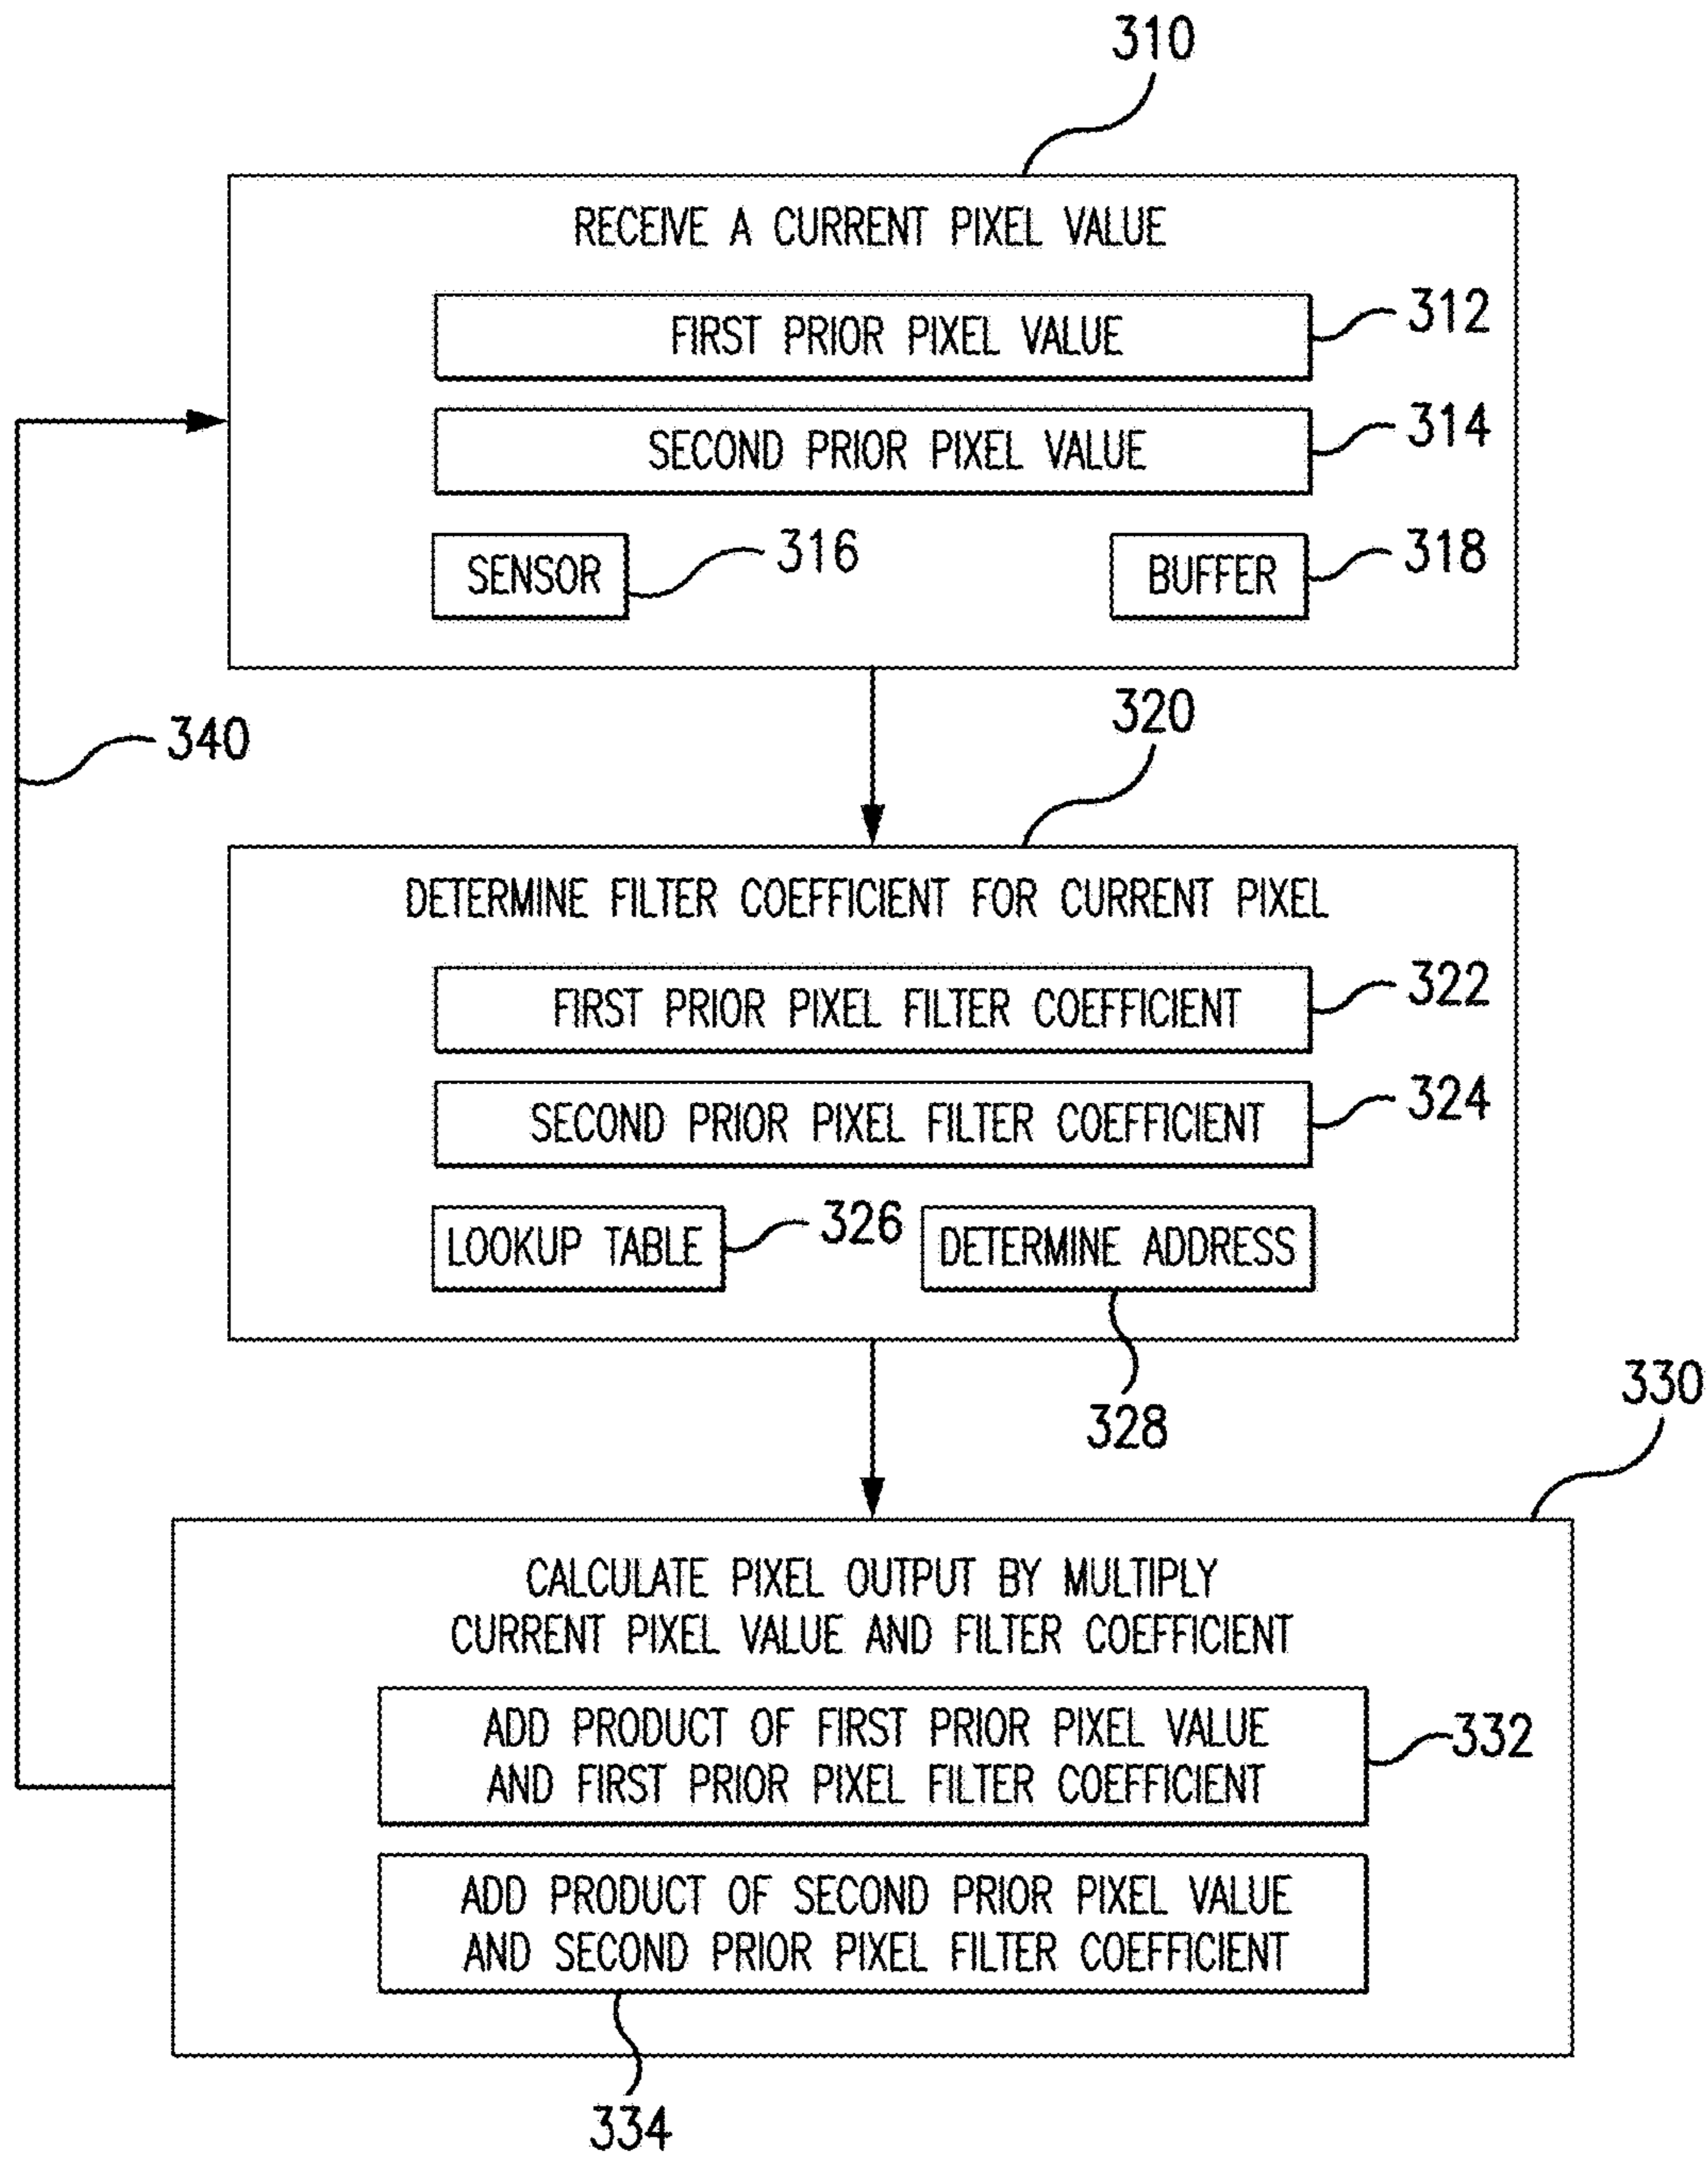 310
RECEIVE A CURRENT PIXEL VALUE
FIRST PRIOR PIXEL VALUE
312
SECOND PRIOR PIXEL VALUE
314
SENSOR
316
BUFFER
318
340
320
DETERMINE FILTER COEFFICIENT FOR CURRENT PIXEL
FIRST PRIOR PIXEL FILTER COEFFICIENT
322
SECOND PRIOR PIXEL FILTER COEFFICIENT
324
LOOKUP TABLE
326
DETERMINE ADDRESS
328
330
CALCULATE PIXEL OUTPUT BY MULTIPLY
CURRENT PIXEL VALUE AND FILTER COEFFICIENT
ADD PRODUCT OF FIRST PRIOR PIXEL VALUE
AND FIRST PRIOR PIXEL FILTER COEFFICIENT
332
ADD PRODUCT OF SECOND PRIOR PIXEL VALUE
AND SECOND PRIOR PIXEL FILTER COEFFICIENT
334